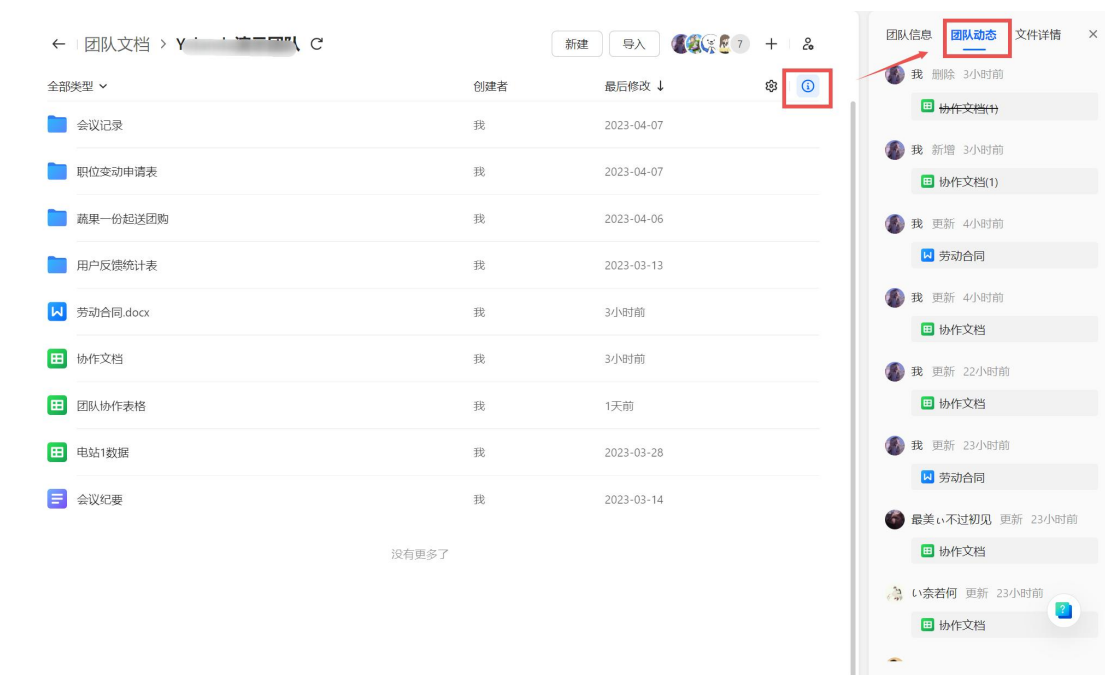 团队文档 > Y 演示团队
新建 导入 7
全部类型 创建者 最后修改
会议记录 我 2023-04-07
职位变动申请表 我 2023-04-07
蔬果一份起送团购 我 2023-04-06
用户反馈统计表 我 2023-03-13
劳动合同.docx 我 3小时前
协作文档 我 3小时前
团队协作表格 我 1天前
电站1数据 我 2023-03-28
会议纪要 我 2023-03-14
没有更多了
团队信息 团队动态 文件详情
我 删除 3小时前
协作文档(1)
我 新增 3小时前
协作文档(1)
我 更新 4小时前
劳动合同
我 更新 4小时前
协作文档
我 更新 22小时前
协作文档
我 更新 23小时前
劳动合同
最美ぃ不过初见 更新 23小时前
协作文档
い奈若何 更新 23小时前
协作文档